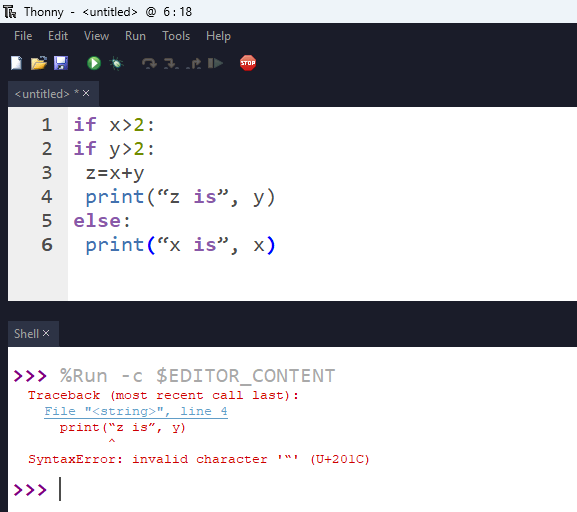 Thonny - <untitled> @ 6:18
File Edit View Run Tools Help
STOP
<untitled> * ×
1 if x>2:
2 if y>2:
3  z=x+y
4  print(“z is”, y)
5 else:
6  print(“x is”, x)
Shell ×
>>> %Run -c $EDITOR_CONTENT
Traceback (most recent call last):
  File "<string>", line 4
    print(“z is”, y)
          ^
SyntaxError: invalid character '“' (U+201C)
>>>